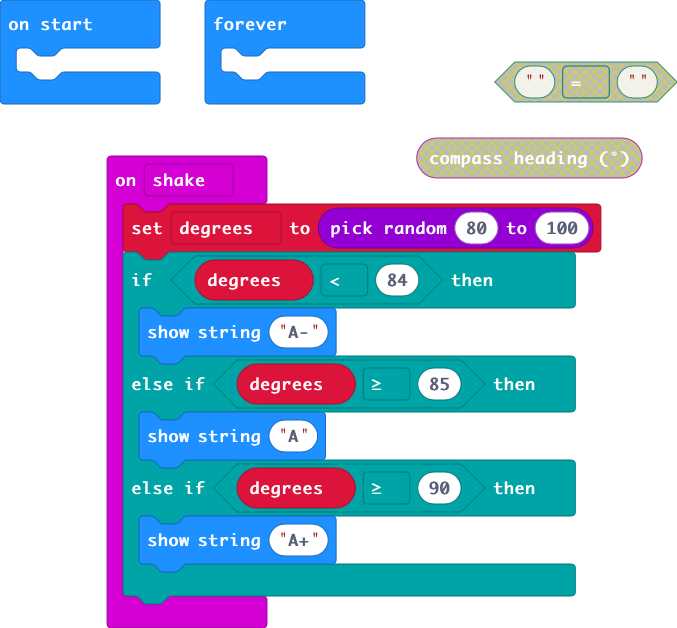 on start
forever
" " = " "
compass heading (°)
on shake
set degrees to pick random 80 to 100
if degrees < 84 then
show string "A-"
else if degrees ≥ 85 then
show string "A"
else if degrees ≥ 90 then
show string "A+"